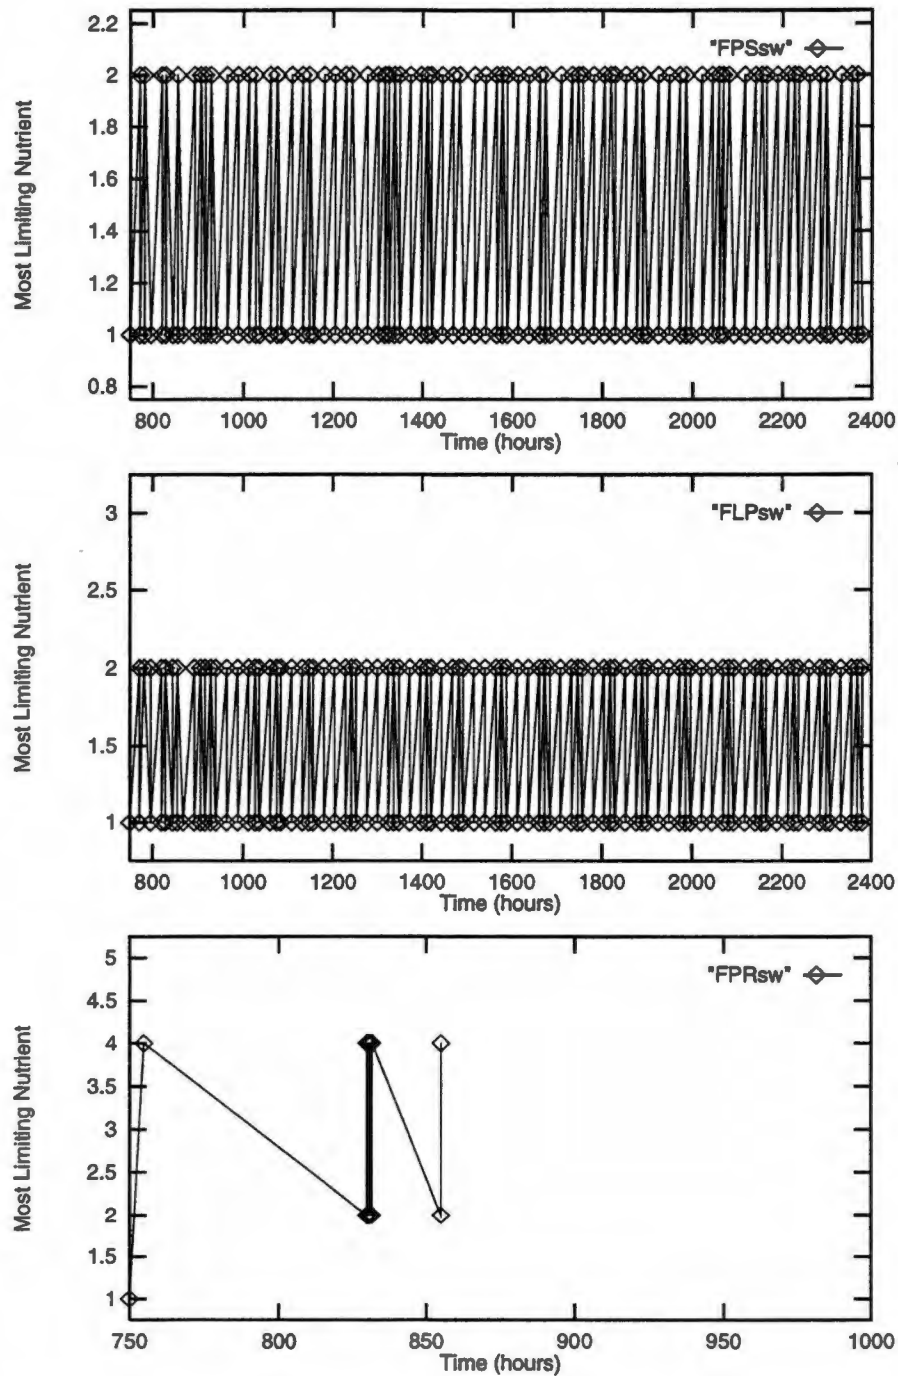 2.2
"FPSsw"
2
1.8
1.6
1.4
1.2
1
0.8
Most Limiting Nutrient
800 1000 1200 1400 1600 1800 2000 2200 2400
Time (hours)
3
"FLPsw"
2.5
2
1.5
1
Most Limiting Nutrient
800 1000 1200 1400 1600 1800 2000 2200 2400
Time (hours)
5
"FPRsw"
4.5
4
3.5
3
2.5
2
1.5
1
Most Limiting Nutrient
750 800 850 900 950 1000
Time (hours)